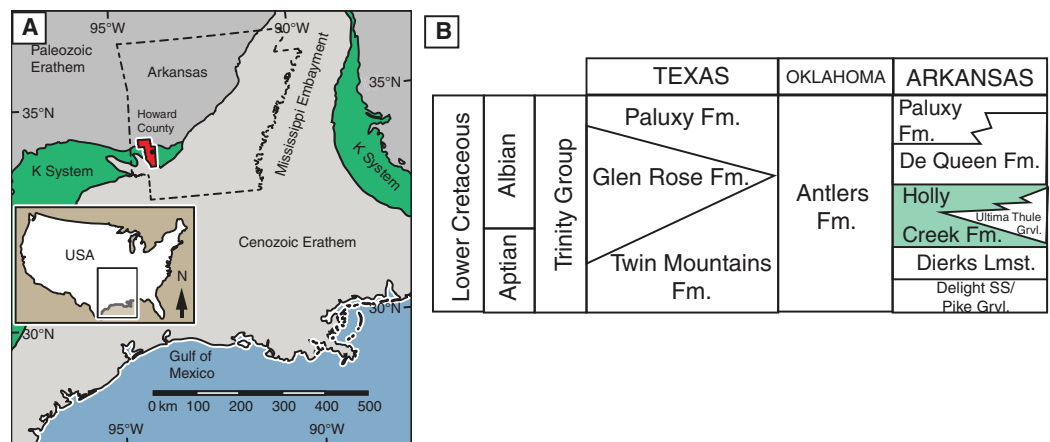 A
95°W
90°W
Paleozoic
Erathem
Arkansas
35°N
35°N
Howard
County
Mississippi Embayment
K System
K System
USA
N
Cenozoic Erathem
30°N
30°N
Gulf of
Mexico
0 km 100 200 300 400 500
95°W
90°W
B
TEXAS
OKLAHOMA
ARKANSAS
Lower Cretaceous
Albian
Aptian
Trinity Group
Paluxy Fm.
Glen Rose Fm.
Twin Mountains
Fm.
Antlers
Fm.
Paluxy
Fm.
De Queen Fm.
Holly
Creek Fm.
Ultima Thule
Grvl.
Dierks Lmst.
Delight SS/
Pike Grvl.